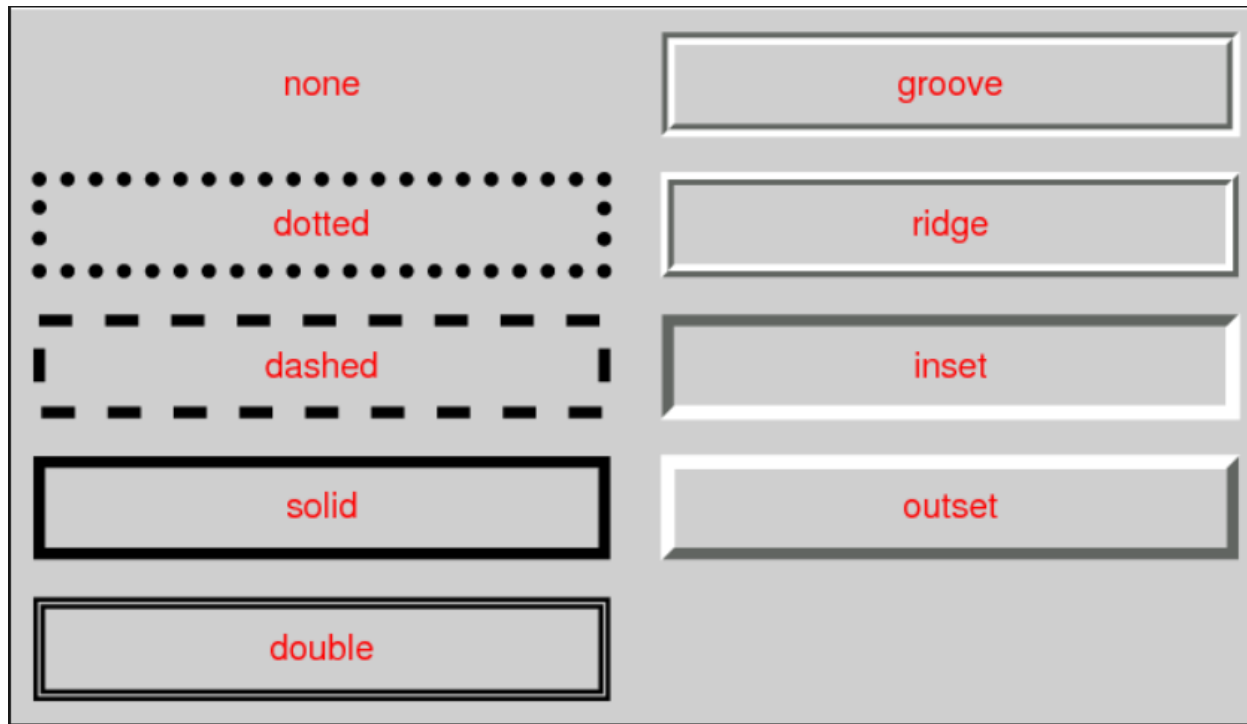 none
groove
dotted
ridge
dashed
inset
solid
outset
double